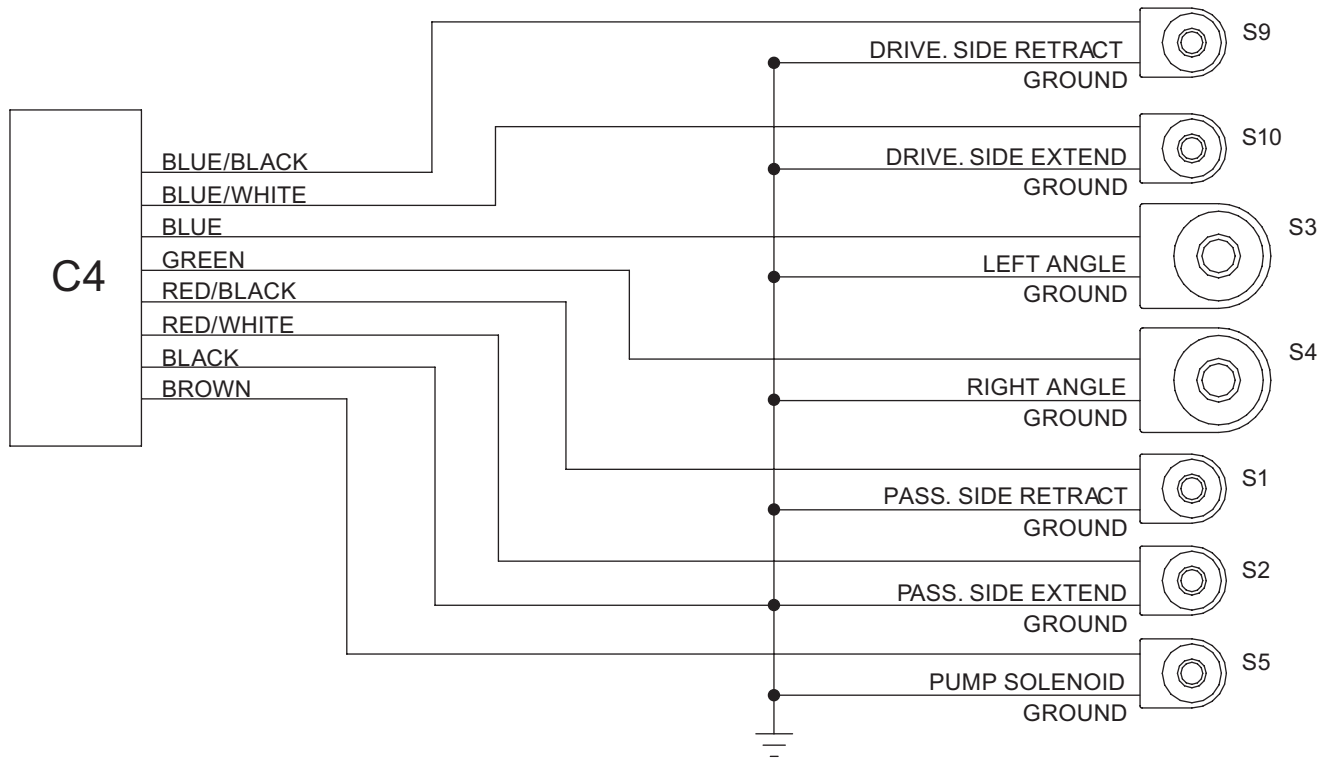 C4
BLUE/BLACK
BLUE/WHITE
BLUE
GREEN
RED/BLACK
RED/WHITE
BLACK
BROWN
DRIVE. SIDE RETRACT
GROUND
S9
DRIVE. SIDE EXTEND
GROUND
S10
LEFT ANGLE
GROUND
S3
RIGHT ANGLE
GROUND
S4
PASS. SIDE RETRACT
GROUND
S1
PASS. SIDE EXTEND
GROUND
S2
PUMP SOLENOID
GROUND
S5